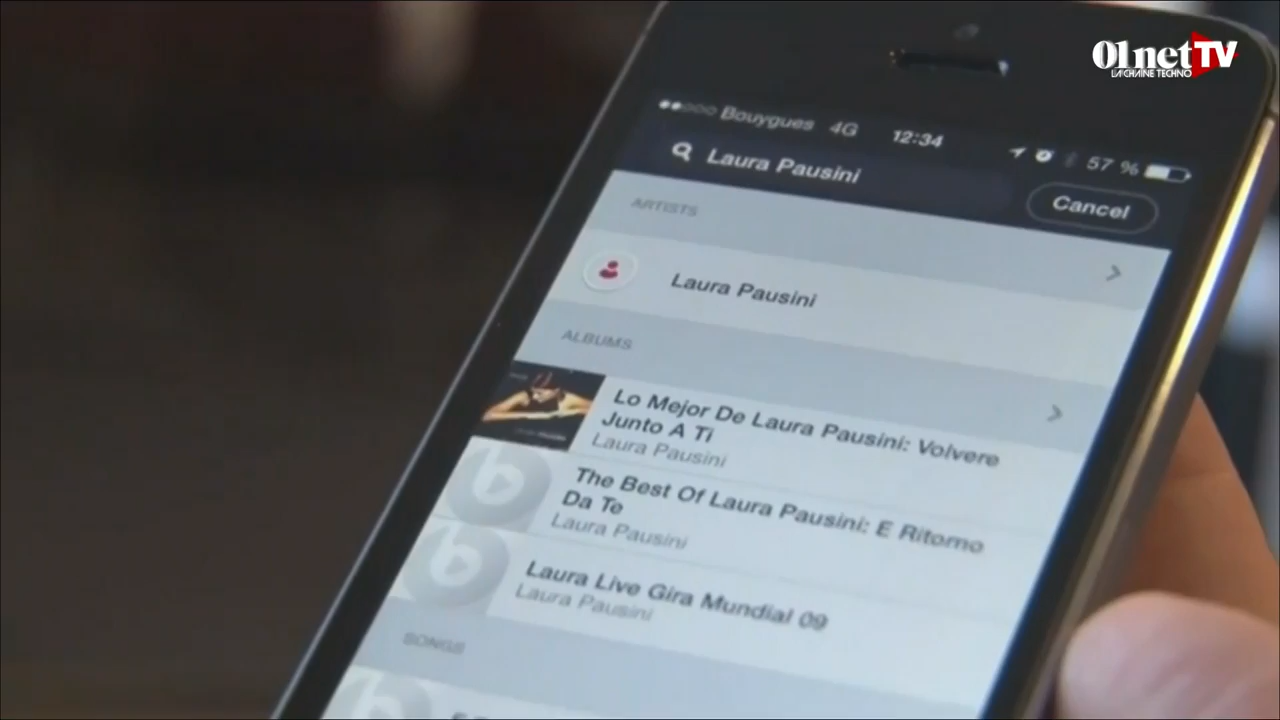 01netTV
LA CHAINE TECHNO
Bouygues 4G 12:34 57 %
Laura Pausini
Cancel
ARTISTS
Laura Pausini
ALBUMS
Lo Mejor De Laura Pausini: Volvere
Junto A Ti
Laura Pausini
The Best Of Laura Pausini: E Ritorno
Da Te
Laura Pausini
Laura Live Gira Mundial 09
Laura Pausini
SONGS